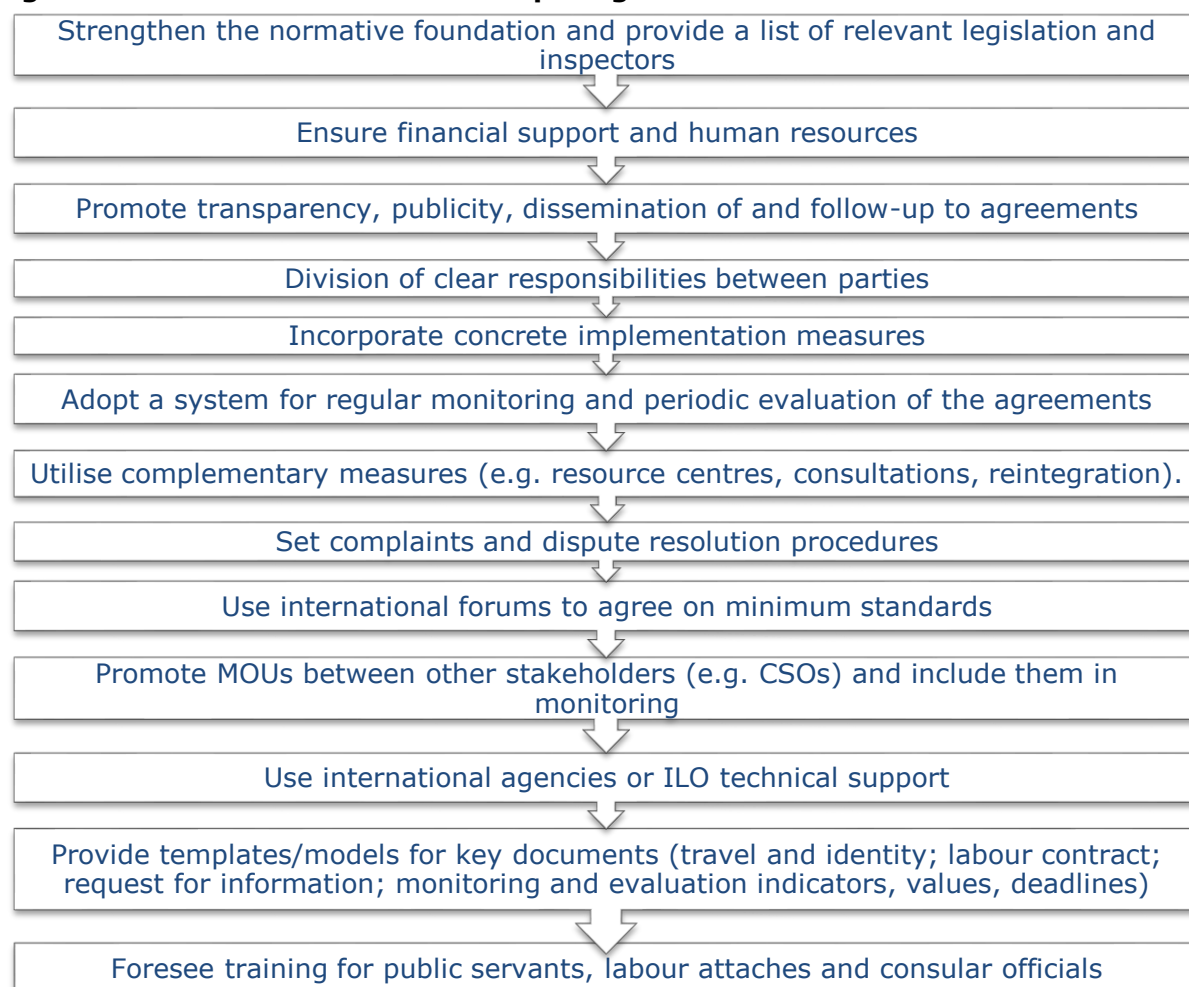 Strengthen the normative foundation and provide a list of relevant legislation and
inspectors
Ensure financial support and human resources
Promote transparency, publicity, dissemination of and follow-up to agreements
Division of clear responsibilities between parties
Incorporate concrete implementation measures
Adopt a system for regular monitoring and periodic evaluation of the agreements
Utilise complementary measures (e.g. resource centres, consultations, reintegration).
Set complaints and dispute resolution procedures
Use international forums to agree on minimum standards
Promote MOUs between other stakeholders (e.g. CSOs) and include them in
monitoring
Use international agencies or ILO technical support
Provide templates/models for key documents (travel and identity; labour contract;
request for information; monitoring and evaluation indicators, values, deadlines)
Foresee training for public servants, labour attaches and consular officials